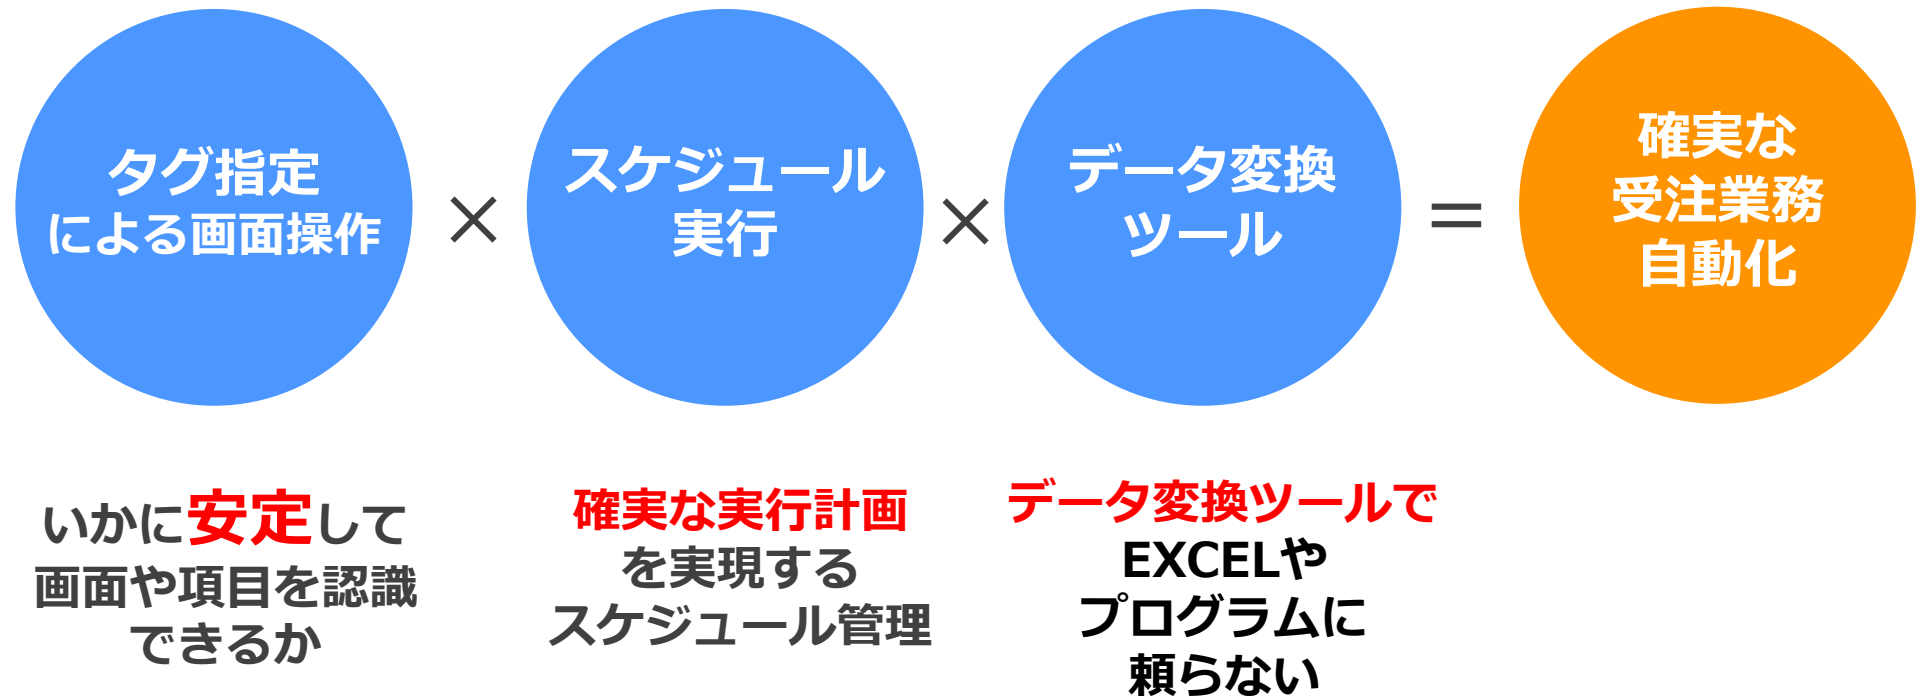 タグ指定
による画面操作
×
スケジュール
実行
×
データ変換
ツール
＝
確実な
受注業務
自動化
いかに安定して
画面や項目を認識
できるか
確実な実行計画
を実現する
スケジュール管理
データ変換ツールで
EXCELや
プログラムに
頼らない